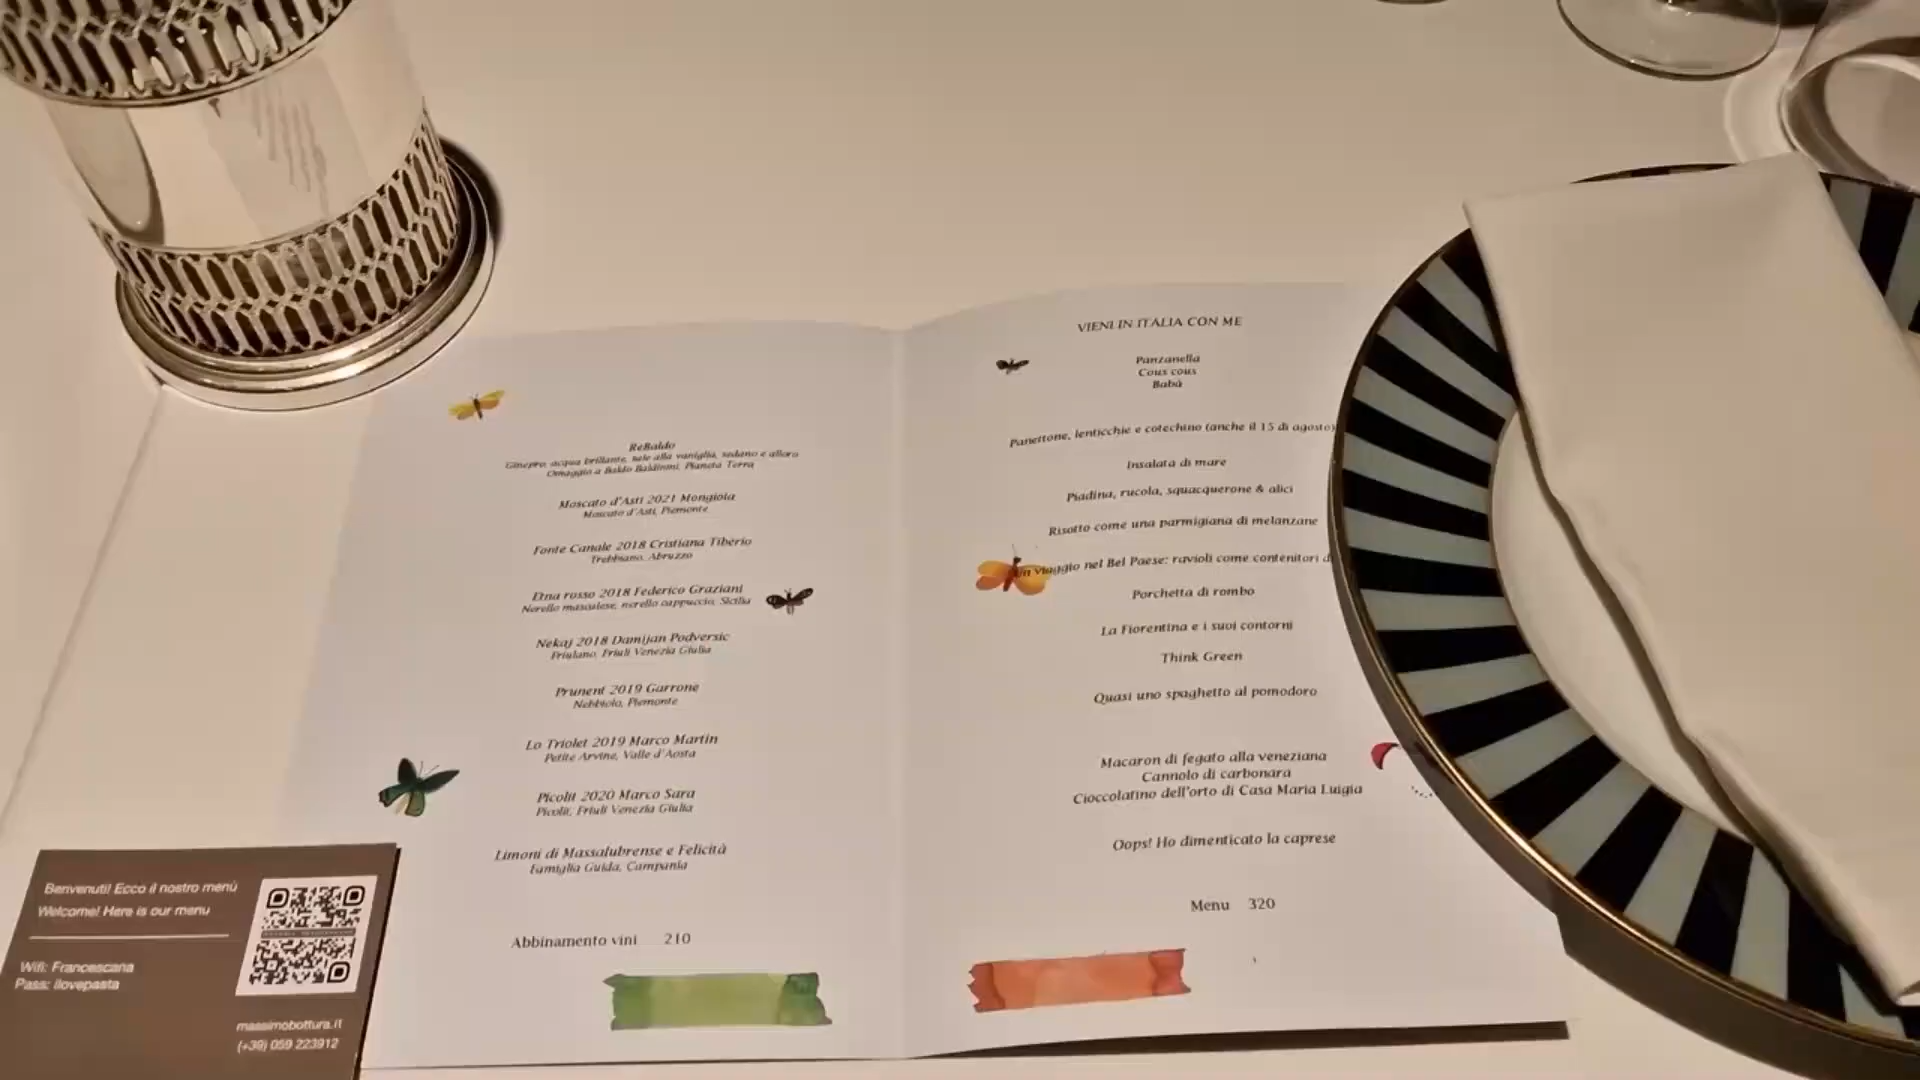 ReBaldo
Ginepro, acqua brillante, miele alla vaniglia, sedano e alloro
Omaggio a Baldo Baldinini, Pianeta Terra
Moscato d'Asti 2021 Mongioia
Moscato d'Asti, Piemonte
Fonte Canale 2018 Cristiana Tiberio
Trebbiano, Abruzzo
Etna rosso 2018 Federico Graziani
Nerello mascalese, nerello cappuccio, Sicilia
Nekaj 2018 Damijan Podversic
Friulano, Friuli Venezia Giulia
Prunent 2019 Garrone
Nebbiolo, Piemonte
Lo Triolet 2019 Marco Martin
Petite Arvine, Valle d'Aosta
Picolit 2020 Marco Sara
Picolit, Friuli Venezia Giulia
Limoni di Massalubrense e Felicità
Famiglia Guida, Campania
Abbinamento vini 210
VIENI IN ITALIA CON ME
Panzanella
Cous cous
Babà
Panettone, lenticchie e cotechino (anche il 15 di agosto)
Insalata di mare
Piadina, rucola, squacquerone & alici
Risotto come una parmigiana di melanzane
Un viaggio nel Bel Paese: ravioli come contenitori
Porchetta di rombo
La Fiorentina e i suoi contorni
Think Green
Quasi uno spaghetto al pomodoro
Macaron di fegato alla veneziana
Cannolo di carbonara
Cioccolatino dell'orto di Casa Maria Luigia
Oops! Ho dimenticato la caprese
Menu 320
Benvenuti! Ecco il nostro menù
Welcome! Here is our menu
Wifi: Francescana
Pass: ilovepasta
massimobottura.it
(+39) 059 223912